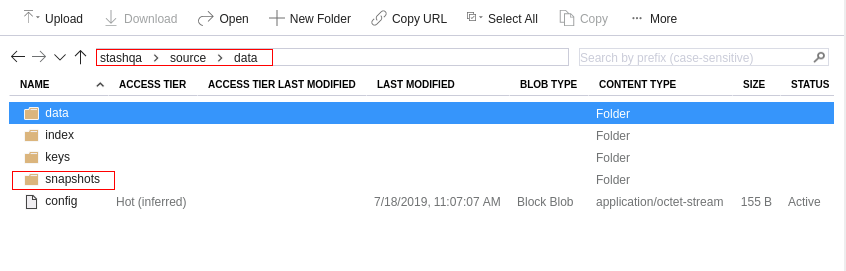 Upload Download Open New Folder Copy URL Select All Copy ... More
stashqa > source > data Search by prefix (case-sensitive)
NAME ACCESS TIER ACCESS TIER LAST MODIFIED LAST MODIFIED BLOB TYPE CONTENT TYPE SIZE STATUS
data Folder
index Folder
keys Folder
snapshots Folder
config Hot (inferred) 7/18/2019, 11:07:07 AM Block Blob application/octet-stream 155 B Active